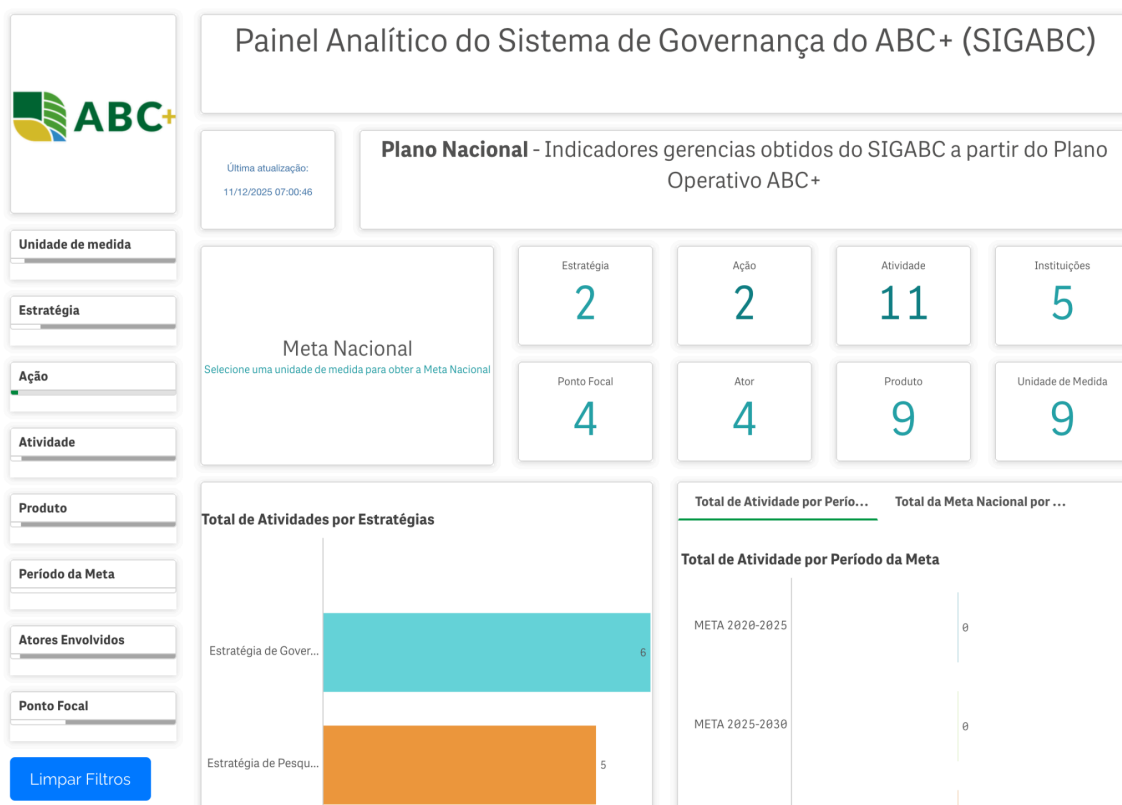 Painel Analítico do Sistema de Governança do ABC+ (SIGABC)
ABC+
Última atualização:
11/12/2025 07:00:46
Plano Nacional - Indicadores gerencias obtidos do SIGABC a partir do Plano
Operativo ABC+
Unidade de medida
Estratégia
Ação
Atividade
Produto
Período da Meta
Atores Envolvidos
Ponto Focal
Limpar Filtros
Meta Nacional
Selecione uma unidade de medida para obter a Meta Nacional
Estratégia
2
Ação
2
Atividade
11
Instituições
5
Ponto Focal
4
Ator
4
Produto
9
Unidade de Medida
9
Total de Atividades por Estratégias
Estratégia de Gover...
6
Estratégia de Pesqu...
5
Total de Atividade por Perío...
Total da Meta Nacional por ...
Total de Atividade por Período da Meta
META 2020-2025
0
META 2025-2030
0